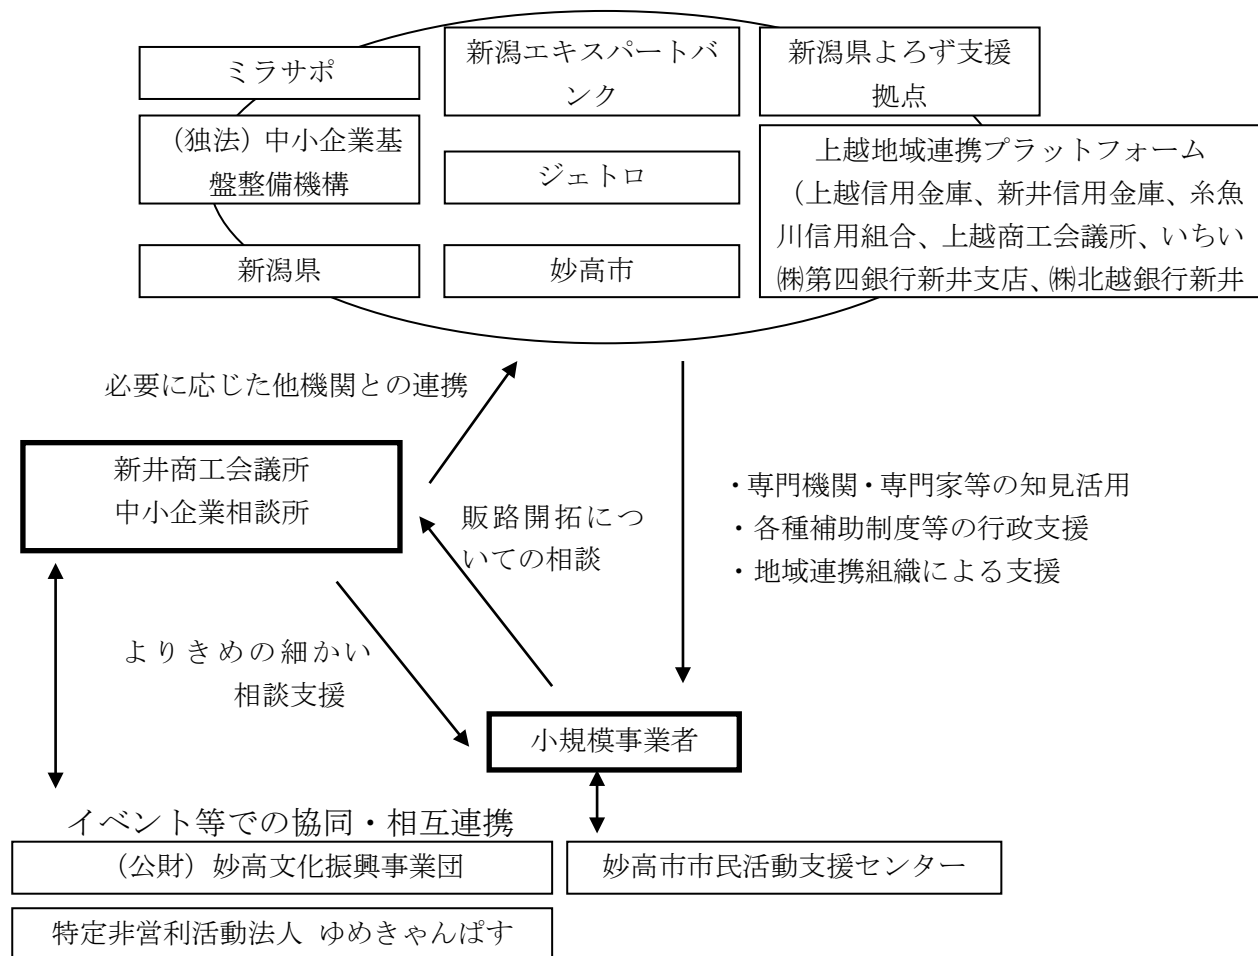 ミラサポ
新潟エキスパートバ
ンク
新潟県よろず支援
拠点
（独法）中小企業基
盤整備機構
ジェトロ
上越地域連携プラットフォーム
（上越信用金庫、新井信用金庫、糸魚
川信用組合、上越商工会議所、いちい
㈱第四銀行新井支店、㈱北越銀行新井
新潟県
妙高市
必要に応じた他機関との連携
新井商工会議所
中小企業相談所
販路開拓につ
いての相談
・専門機関・専門家等の知見活用
・各種補助制度等の行政支援
・地域連携組織による支援
よりきめの細かい
相談支援
小規模事業者
イベント等での協同・相互連携
（公財）妙高文化振興事業団
妙高市市民活動支援センター
特定非営利活動法人 ゆめきゃんぱす